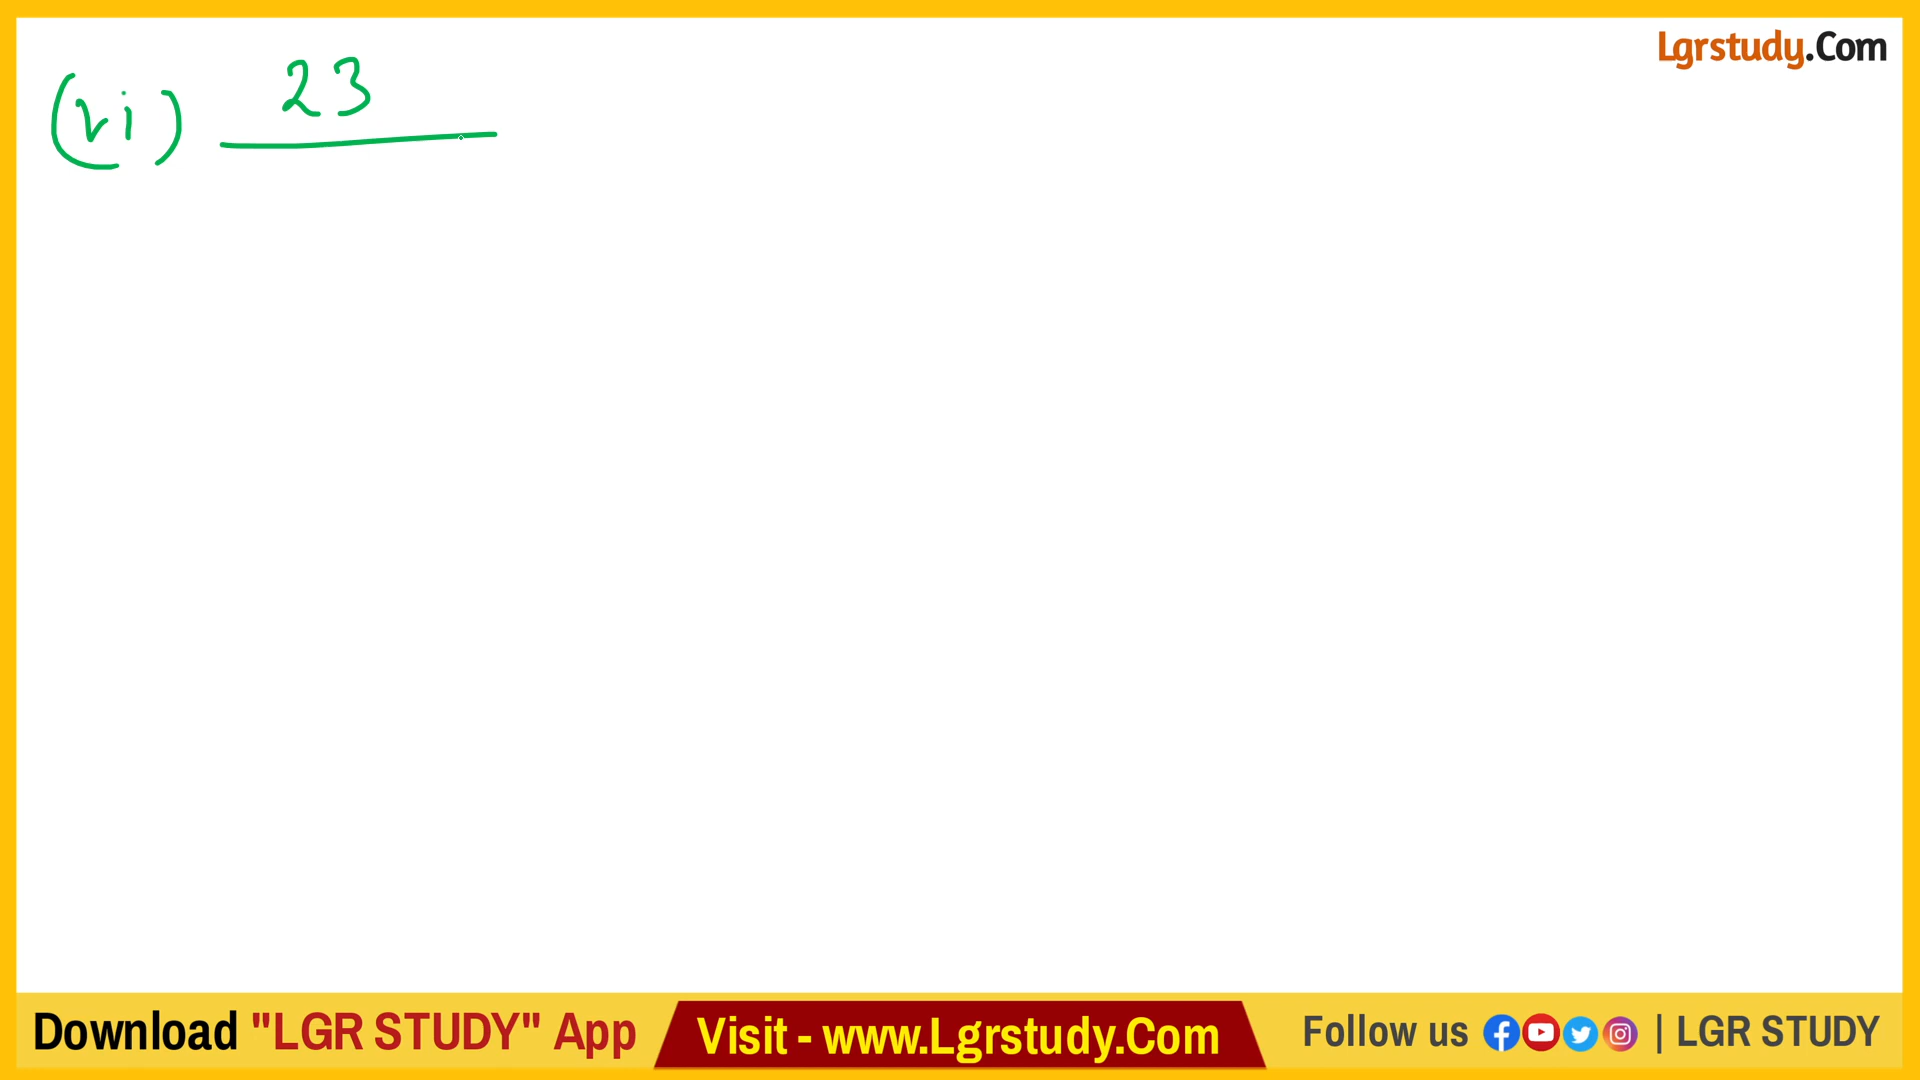 Lgrstudy.Com
(vi) 23
Download "LGR STUDY" App
Visit - www.Lgrstudy.Com
Follow us | LGR STUDY